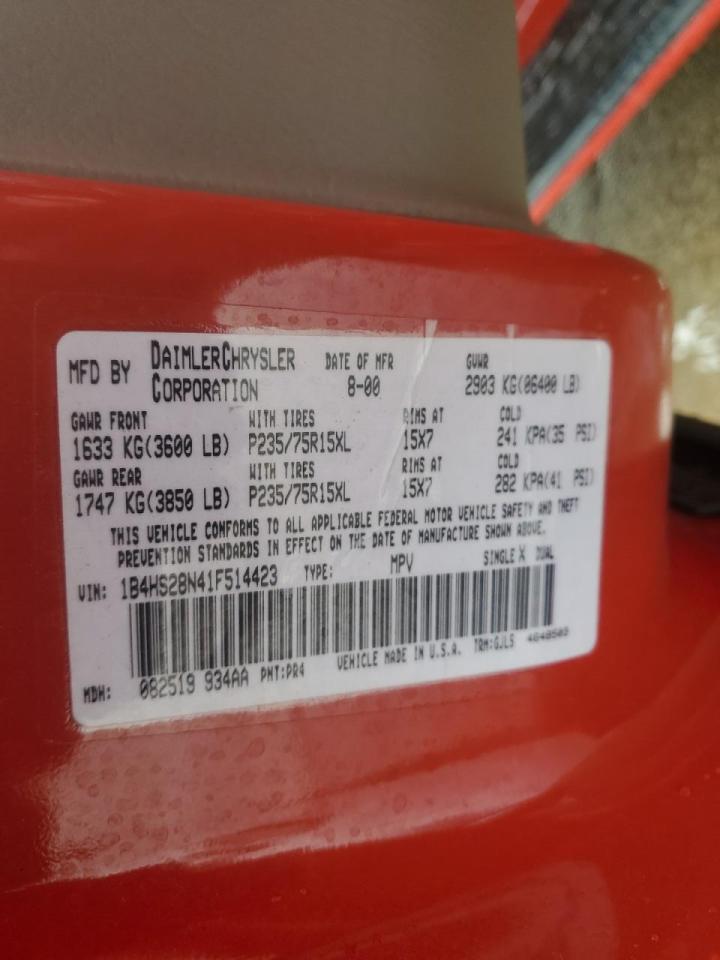 MFD BY DAIMLERCHRYSLER CORPORATION DATE OF MFR 8-00 GVWR 2903 KG(06400 LB)
GAWR FRONT WITH TIRES RIMS AT COLD
1633 KG(3600 LB) P235/75R15XL 15X7 241 KPA(35 PSI)
GAWR REAR WITH TIRES RIMS AT COLD
1747 KG(3850 LB) P235/75R15XL 15X7 282 KPA(41 PSI)
THIS VEHICLE CONFORMS TO ALL APPLICABLE FEDERAL MOTOR VEHICLE SAFETY AND THEFT
PREVENTION STANDARDS IN EFFECT ON THE DATE OF MANUFACTURE SHOWN ABOVE.
VIN: 1B4HS28N41F514423 TYPE: MPV SINGLE X DUAL
MDH: 082519 934AA PNT:PR4 VEHICLE MADE IN U.S.A. TRM:GJLS